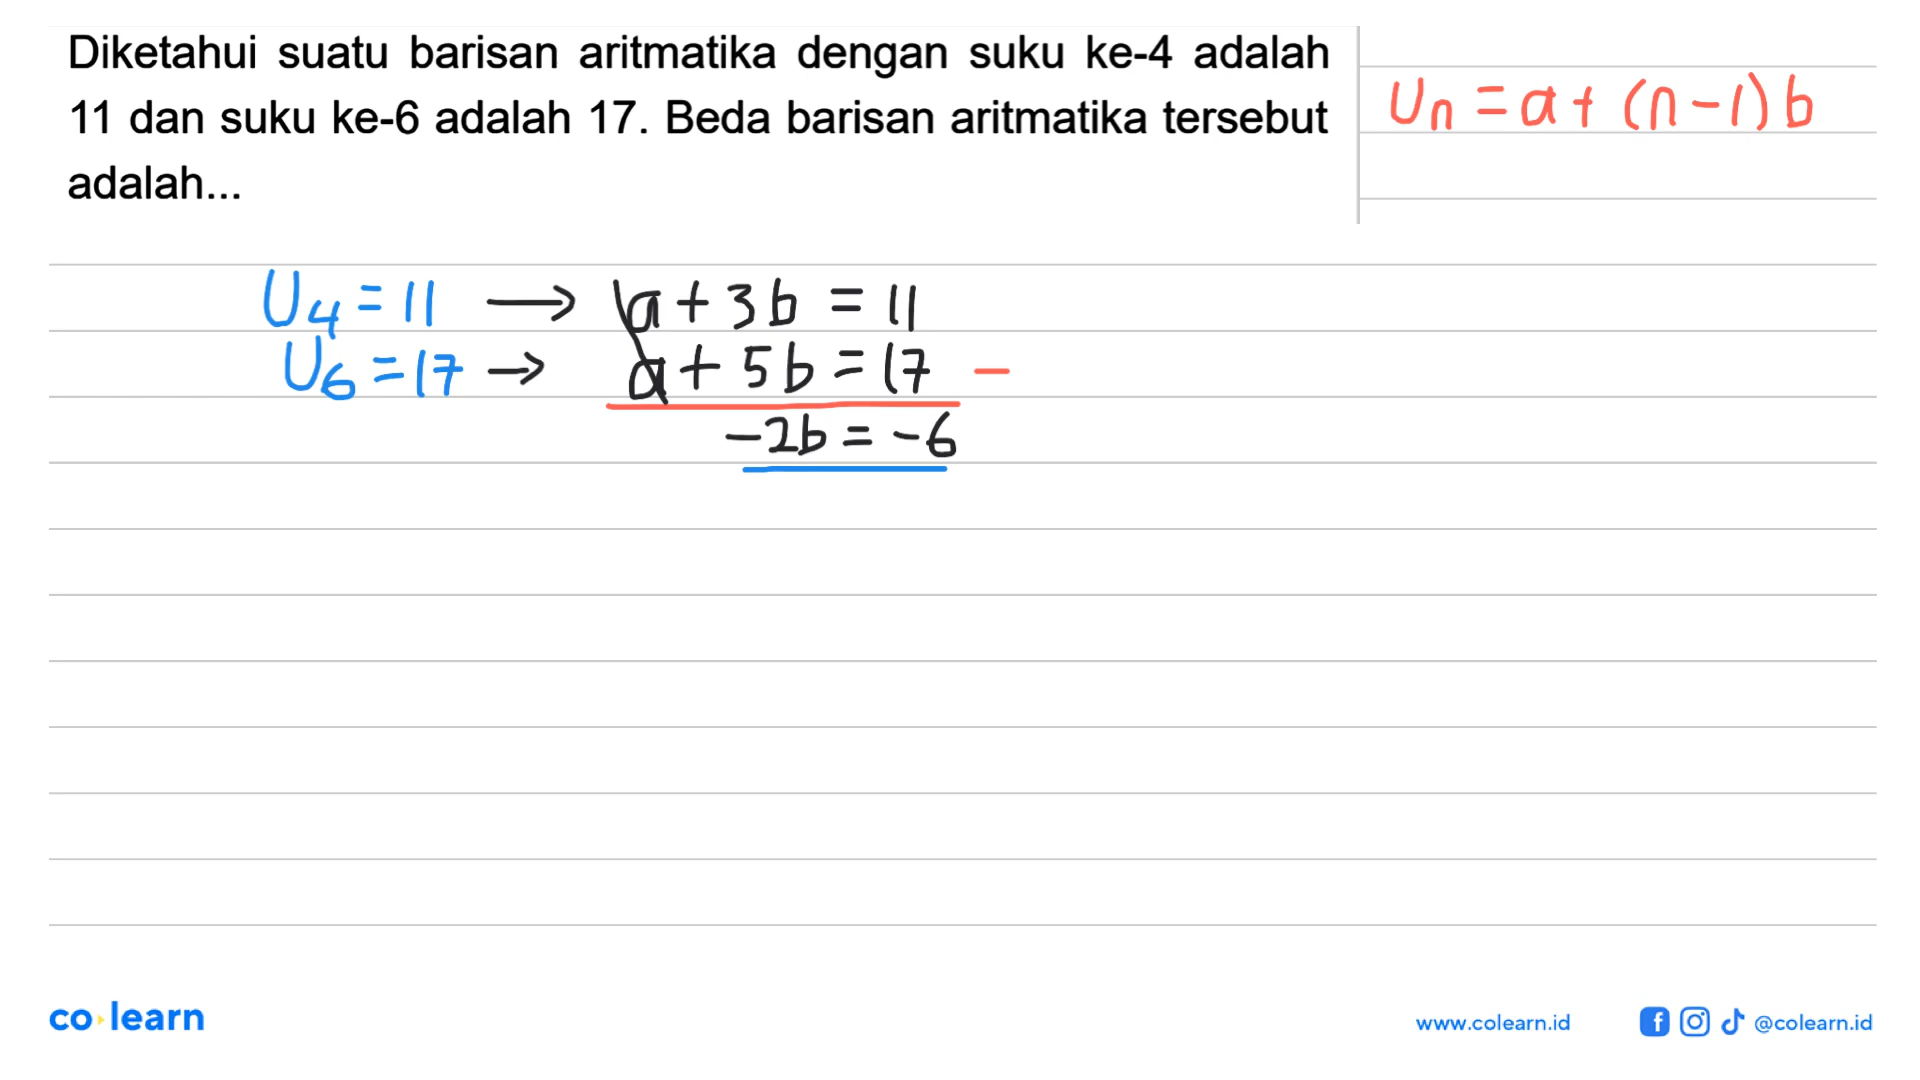 Diketahui suatu barisan aritmatika dengan suku ke-4 adalah
11 dan suku ke-6 adalah 17. Beda barisan aritmatika tersebut
adalah...
Un = a + (n-1) b
U4 = 11 → a + 3b = 11
U6 = 17 → a + 5b = 17 -
-2b = -6
co learn
www.colearn.id
@colearn.id